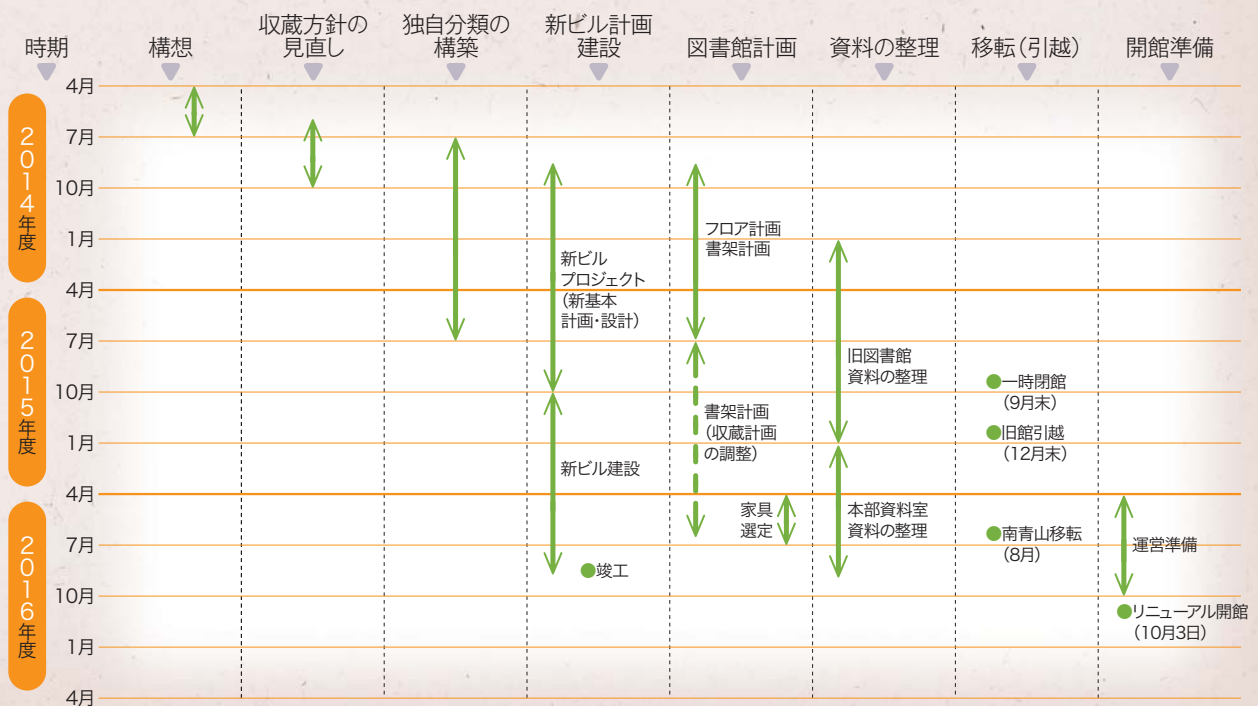 時期
構想
収蔵方針の
見直し
独自分類の
構築
新ビル計画
建設
図書館計画
資料の整理
移転(引越)
開館準備
2014年度
2015年度
2016年度
4月
7月
10月
1月
4月
7月
10月
1月
4月
7月
10月
1月
4月
新ビル
プロジェクト
(新基本
計画・設計)
新ビル建設
●竣工
フロア計画
書架計画
書架計画
(収蔵計画
の調整)
家具
選定
旧図書館
資料の整理
本部資料室
資料の整理
●一時閉館
(9月末)
●旧館引越
(12月末)
●南青山移転
(8月)
運営準備
●リニューアル開館
(10月3日)